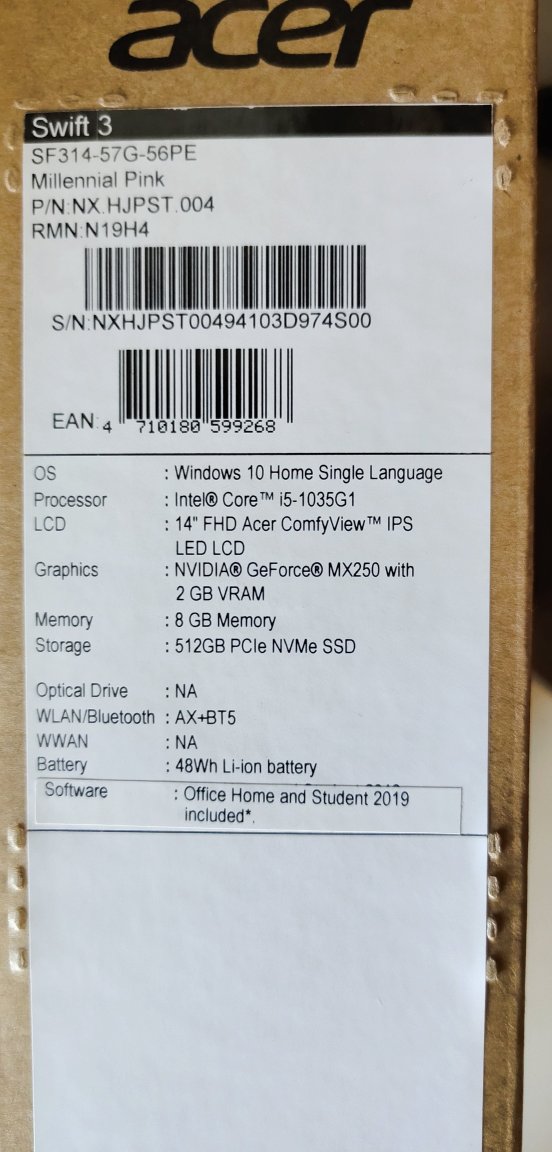 acer
Swift 3
SF314-57G-56PE
Millennial Pink
P/N:NX.HJPST.004
RMN:N19H4
S/N:NXHJPST00494103D974S00
EAN: 4 710180 599268
OS : Windows 10 Home Single Language
Processor : Intel® Core™ i5-1035G1
LCD : 14" FHD Acer ComfyView™ IPS
LED LCD
Graphics : NVIDIA® GeForce® MX250 with
2 GB VRAM
Memory : 8 GB Memory
Storage : 512GB PCIe NVMe SSD
Optical Drive : NA
WLAN/Bluetooth : AX+BT5
WWAN : NA
Battery : 48Wh Li-ion battery
Software : Office Home and Student 2019
included*.